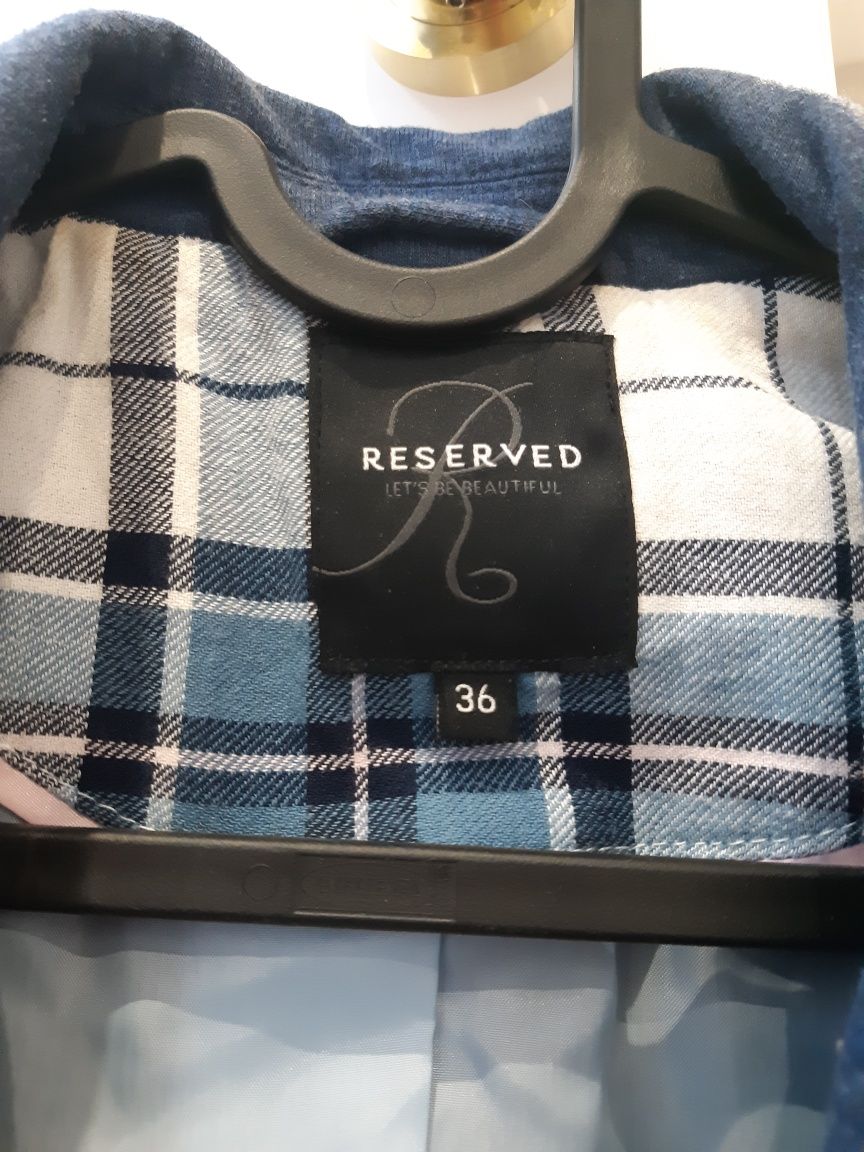 R
RESERVED
LET'S BE BEAUTIFUL
36